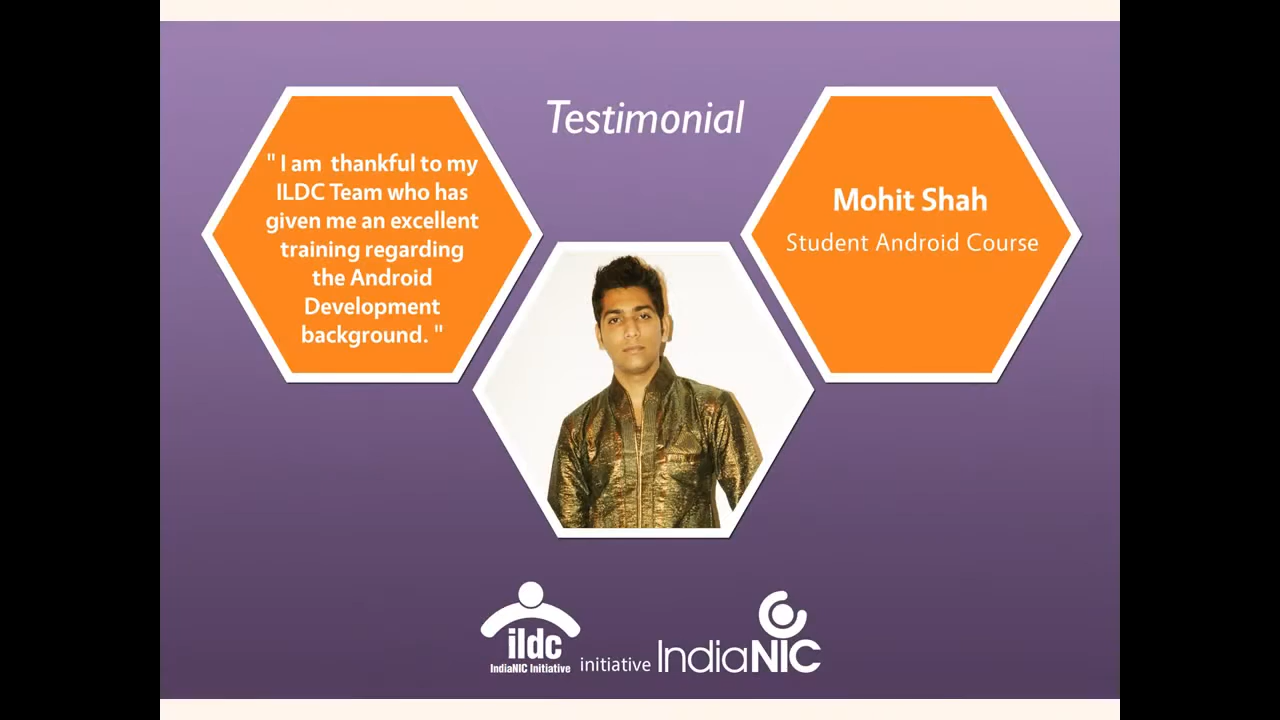 Testimonial
" I am  thankful to my
ILDC Team who has
given me an excellent
training regarding
the Android
Development
background. "
Mohit Shah
Student Android Course
ildc
IndiaNIC Initiative
initiative
IndiaNIC